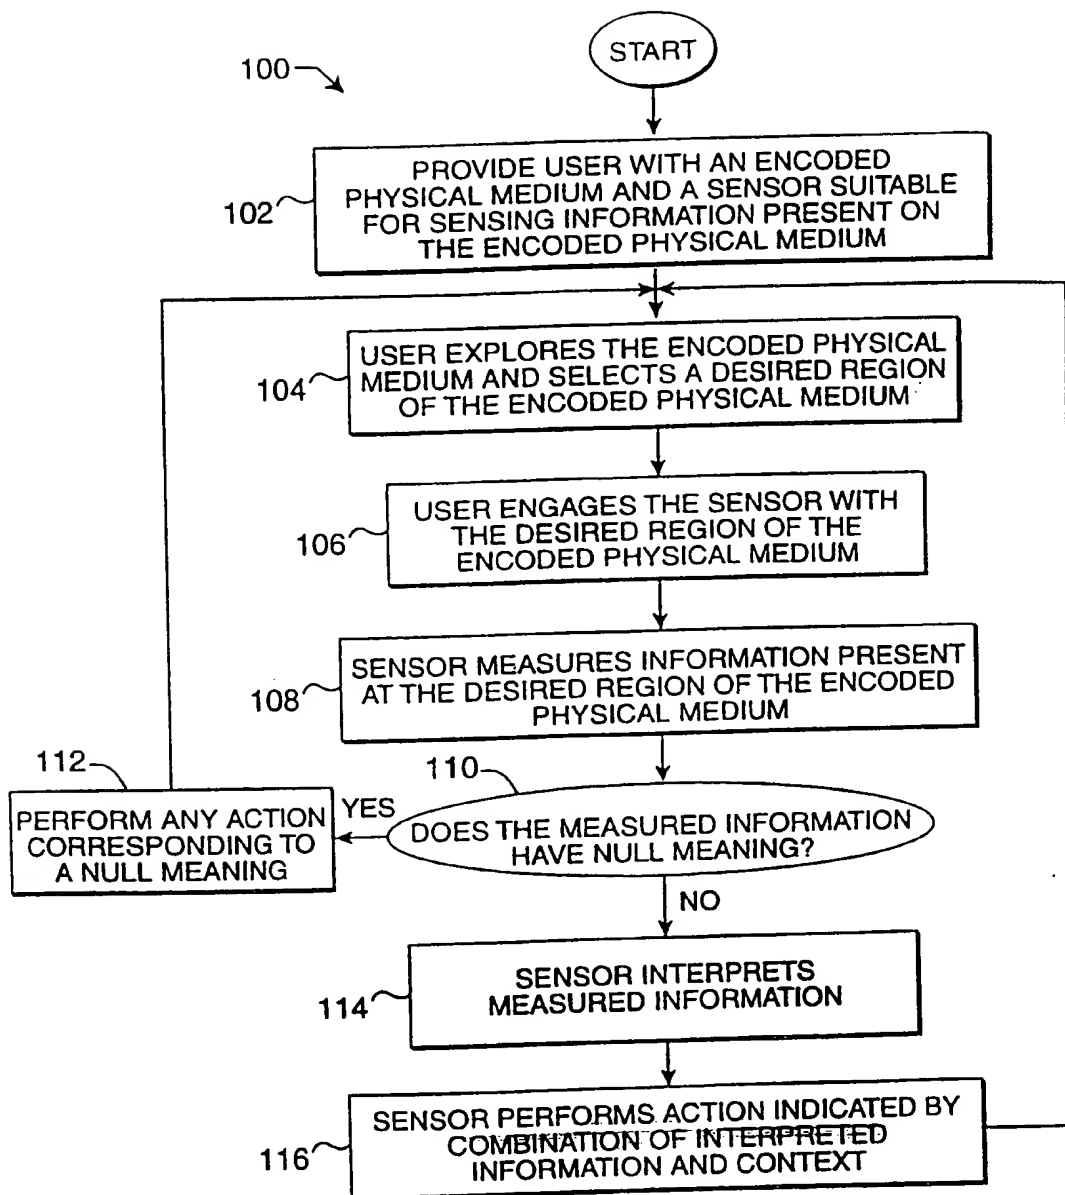 START
100
PROVIDE USER WITH AN ENCODED
PHYSICAL MEDIUM AND A SENSOR SUITABLE
FOR SENSING INFORMATION PRESENT ON
THE ENCODED PHYSICAL MEDIUM
102
USER EXPLORES THE ENCODED PHYSICAL
MEDIUM AND SELECTS A DESIRED REGION
OF THE ENCODED PHYSICAL MEDIUM
104
USER ENGAGES THE SENSOR WITH
THE DESIRED REGION OF THE
ENCODED PHYSICAL MEDIUM
106
SENSOR MEASURES INFORMATION PRESENT
AT THE DESIRED REGION OF THE ENCODED
PHYSICAL MEDIUM
108
110
DOES THE MEASURED INFORMATION
HAVE NULL MEANING?
YES
112
PERFORM ANY ACTION
CORRESPONDING TO
A NULL MEANING
NO
SENSOR INTERPRETS
MEASURED INFORMATION
114
SENSOR PERFORMS ACTION INDICATED BY
COMBINATION OF INTERPRETED
INFORMATION AND CONTEXT
116